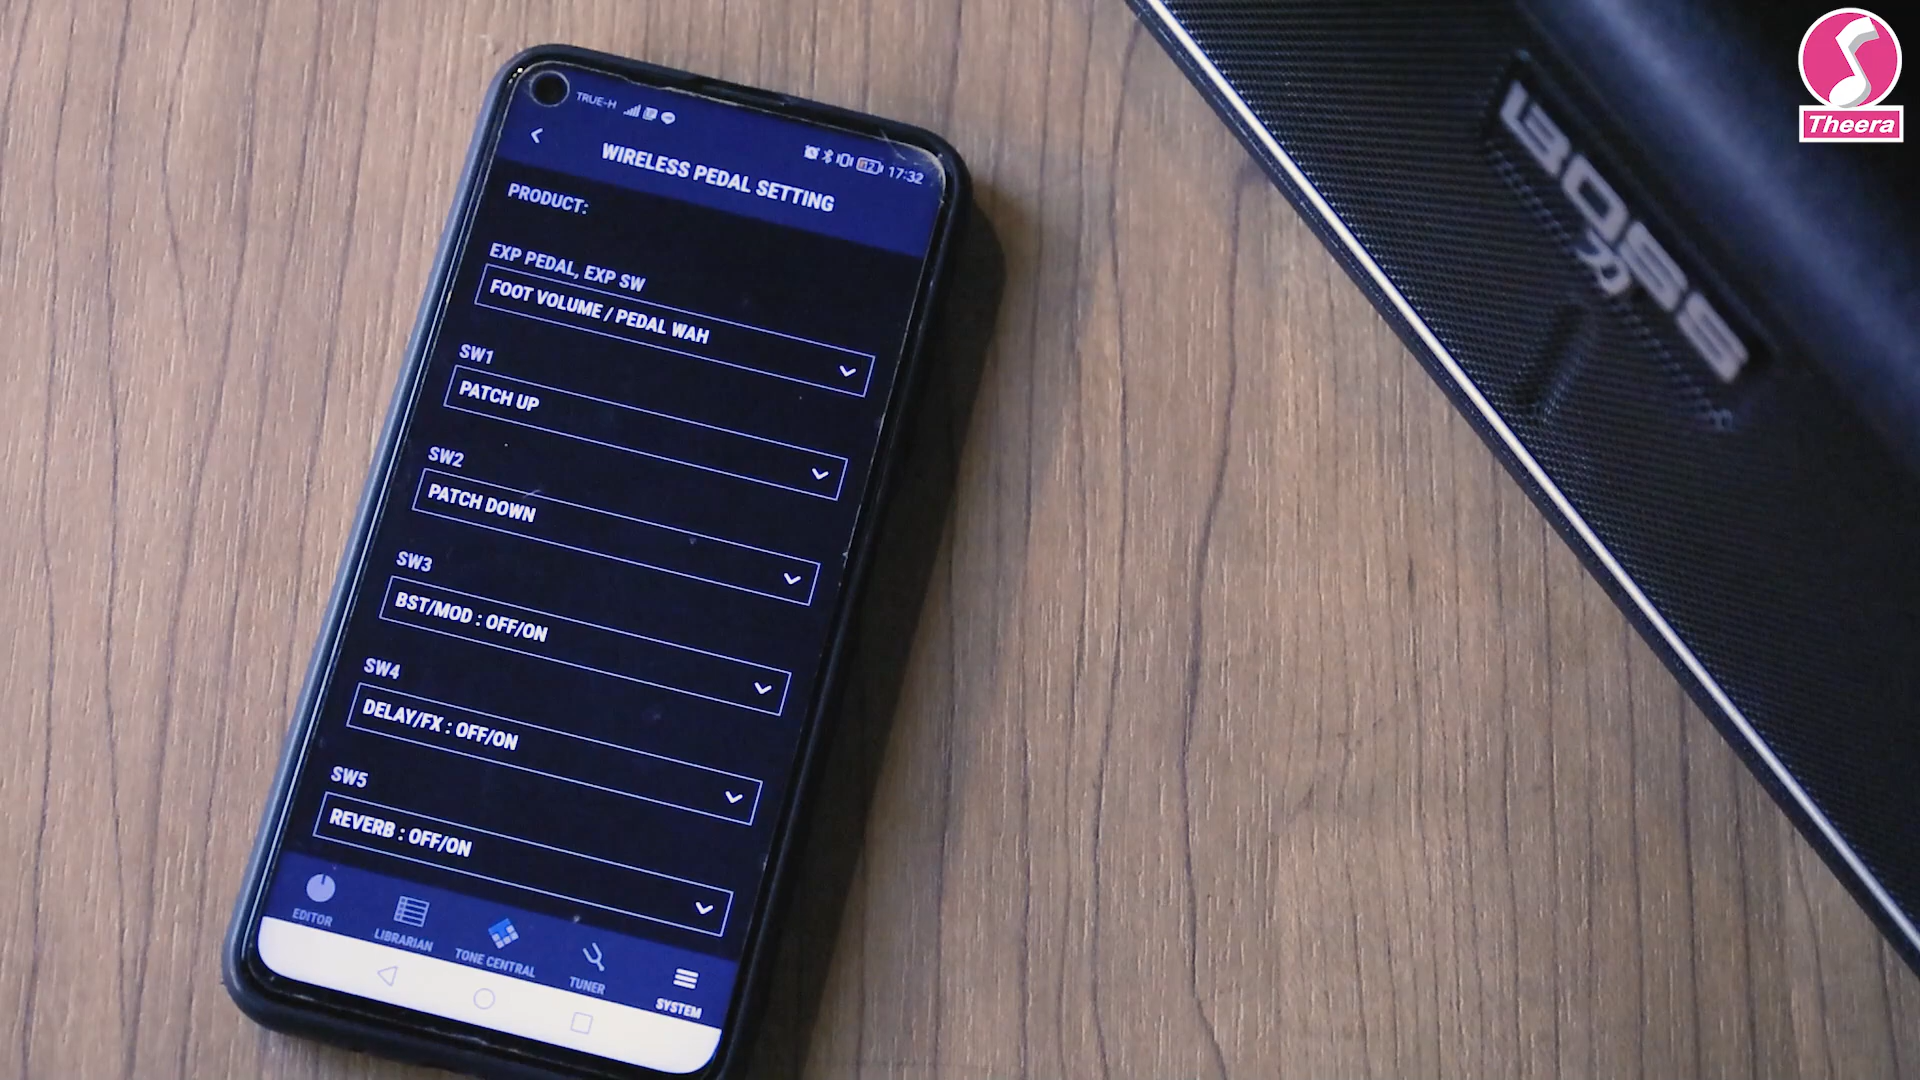 TRUE-H
17:32
WIRELESS PEDAL SETTING
PRODUCT:
EXP PEDAL, EXP SW
FOOT VOLUME / PEDAL WAH
SW1
PATCH UP
SW2
PATCH DOWN
SW3
BST/MOD : OFF/ON
SW4
DELAY/FX : OFF/ON
SW5
REVERB : OFF/ON
EDITOR
LIBRARIAN
TONE CENTRAL
TUNER
SYSTEM
BOSS
Theera